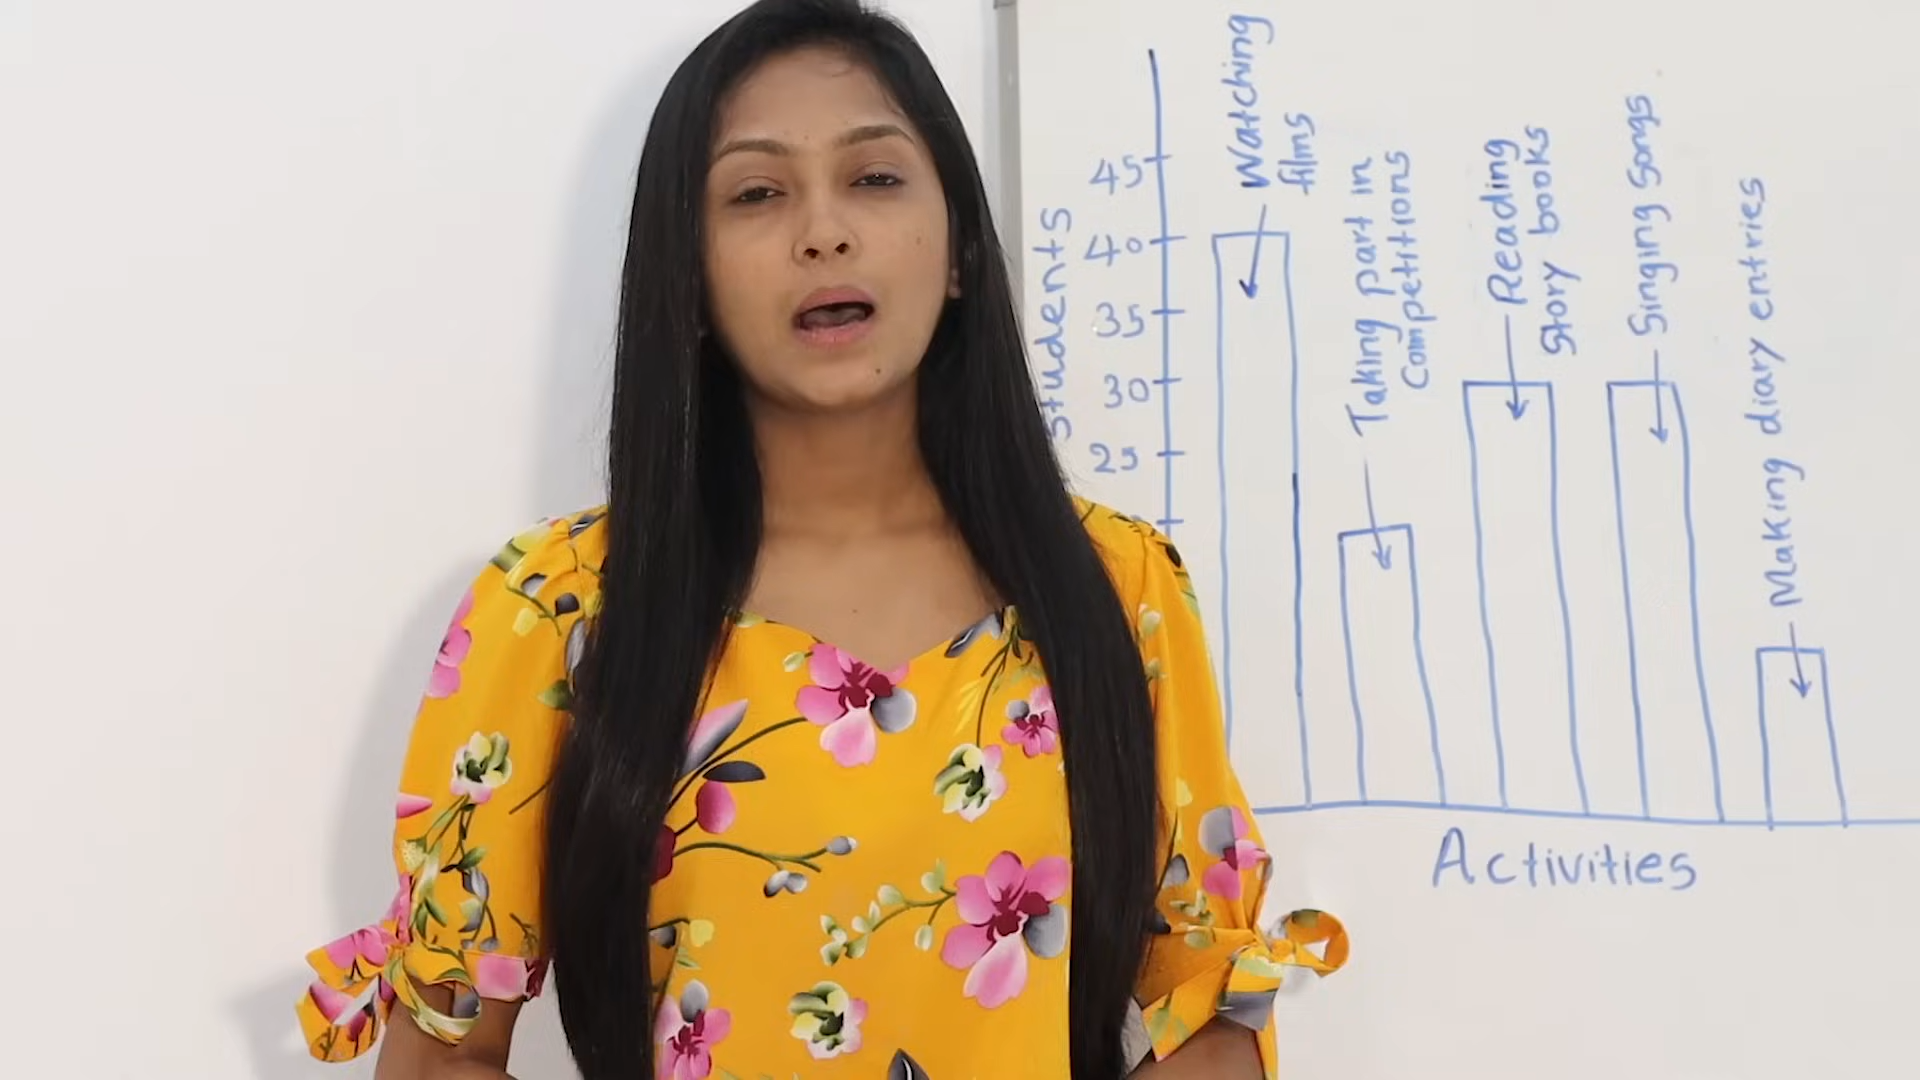 Students
45
40
35
30
25
Watching
films
Taking part in
Competitions
Reading
Story books
Singing Songs
Making diary entries
Activities